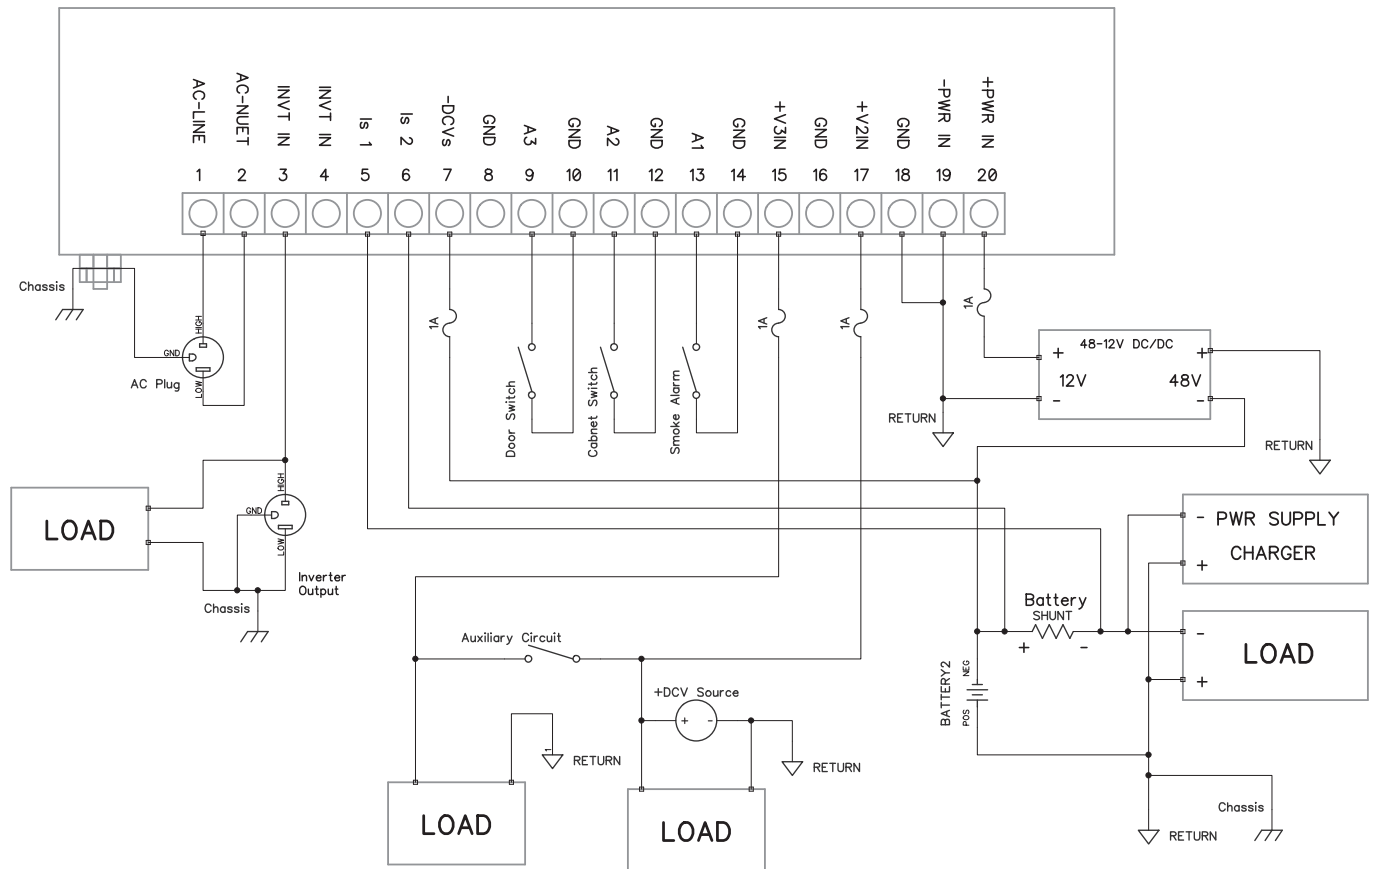 AC-LINE
AC-NUET
INVT IN
INVT IN
Is 1
Is 2
-DCVs
GND
A3
GND
A2
GND
A1
GND
+V3IN
GND
+V2IN
GND
-PWR IN
+PWR IN
1 2 3 4 5 6 7 8 9 10 11 12 13 14 15 16 17 18 19 20
Chassis
HIGH
GND
LOW
AC Plug
1A
1A
1A
1A
Door Switch
Cabnet Switch
Smoke Alarm
48-12V DC/DC
+ +
12V 48V
- -
RETURN
RETURN
LOAD
HIGH
GND
LOW
Inverter
Output
Chassis
- PWR SUPPLY
CHARGER
+
Battery
SHUNT
+ -
-
LOAD
+
Auxiliary Circuit
BATTERY2
NEG
POS
+DCV Source
+ -
1
RETURN
RETURN
LOAD
LOAD
Chassis
RETURN